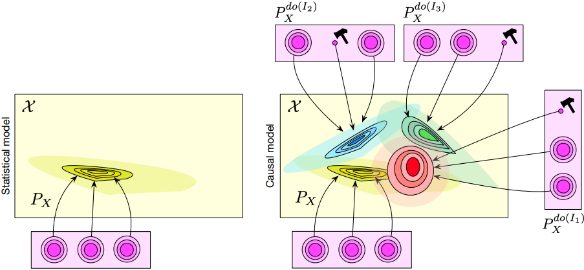 Statistical model
𝒳
P_X
Causal model
𝒳
P_X^{do(I_2)}
P_X^{do(I_3)}
P_X
P_X^{do(I_1)}